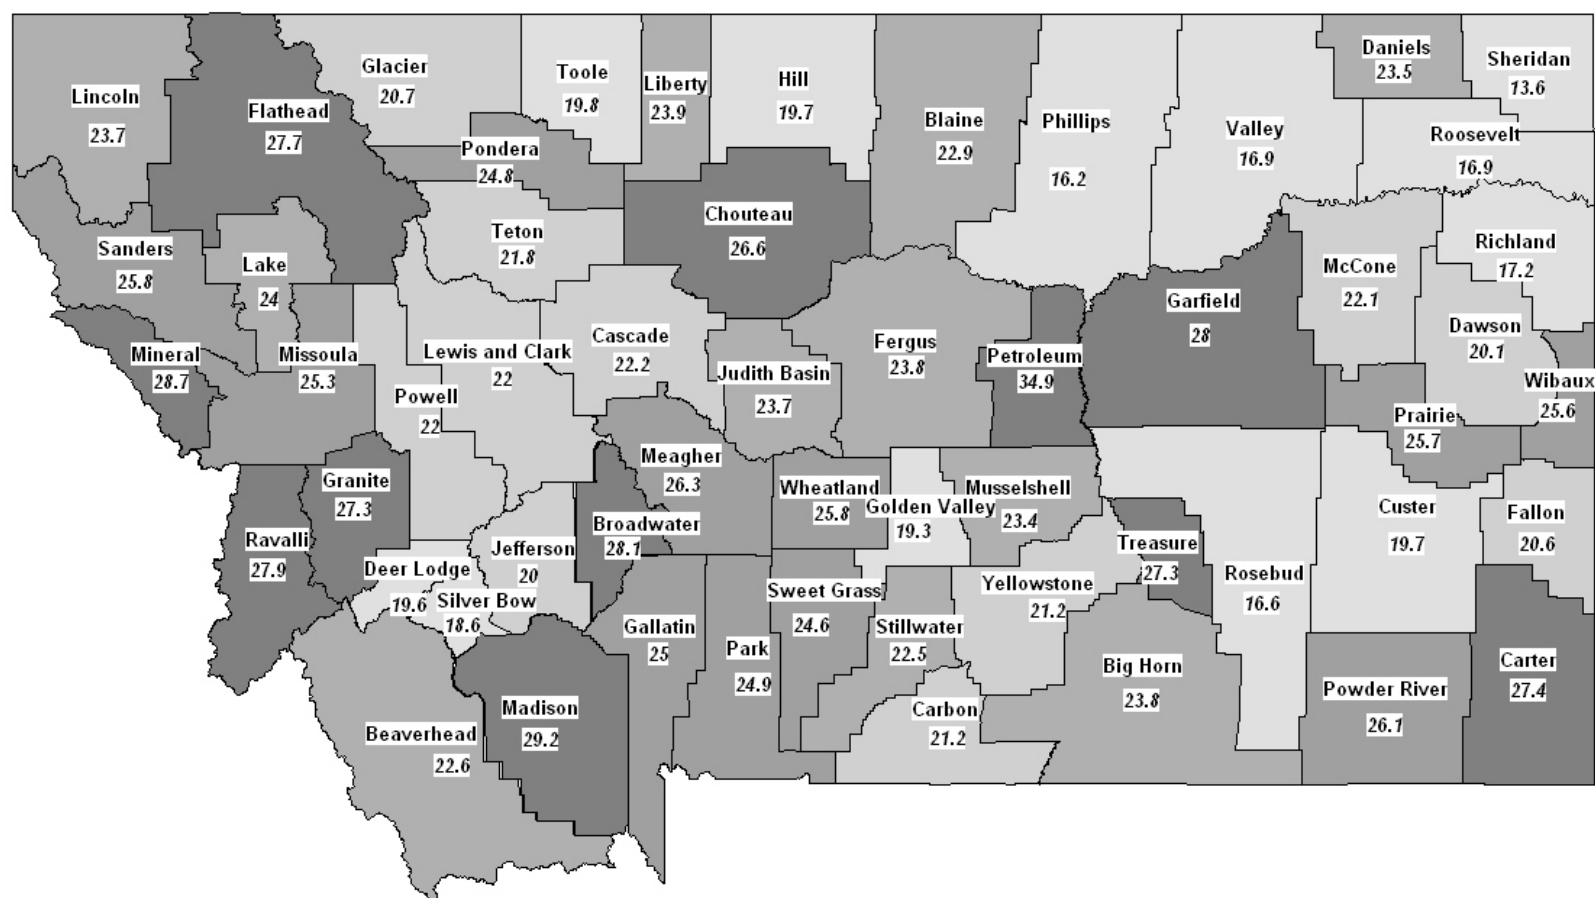 Lincoln
23.7
Flathead
27.7
Glacier
20.7
Toole
19.8
Liberty
23.9
Hill
19.7
Blaine
22.9
Phillips
16.2
Valley
16.9
Daniels
23.5
Sheridan
13.6
Roosevelt
16.9
Pondera
24.8
Teton
21.8
Chouteau
26.6
Sanders
25.8
Lake
24
Richland
17.2
McCone
22.1
Garfield
28
Dawson
20.1
Wibaux
25.6
Prairie
25.7
Mineral
28.7
Missoula
25.3
Lewis and Clark
22
Powell
22
Cascade
22.2
Judith Basin
23.7
Fergus
23.8
Petroleum
34.9
Meagher
26.3
Granite
27.3
Ravalli
27.9
Deer Lodge
19.6
Silver Bow
18.6
Jefferson
20
Broadwater
28.1
Wheatland
25.8
Golden Valley
19.3
Musselshell
23.4
Treasure
27.3
Rosebud
16.6
Custer
19.7
Fallon
20.6
Yellowstone
21.2
Sweet Grass
24.6
Stillwater
22.5
Gallatin
25
Park
24.9
Carbon
21.2
Big Horn
23.8
Powder River
26.1
Carter
27.4
Madison
29.2
Beaverhead
22.6